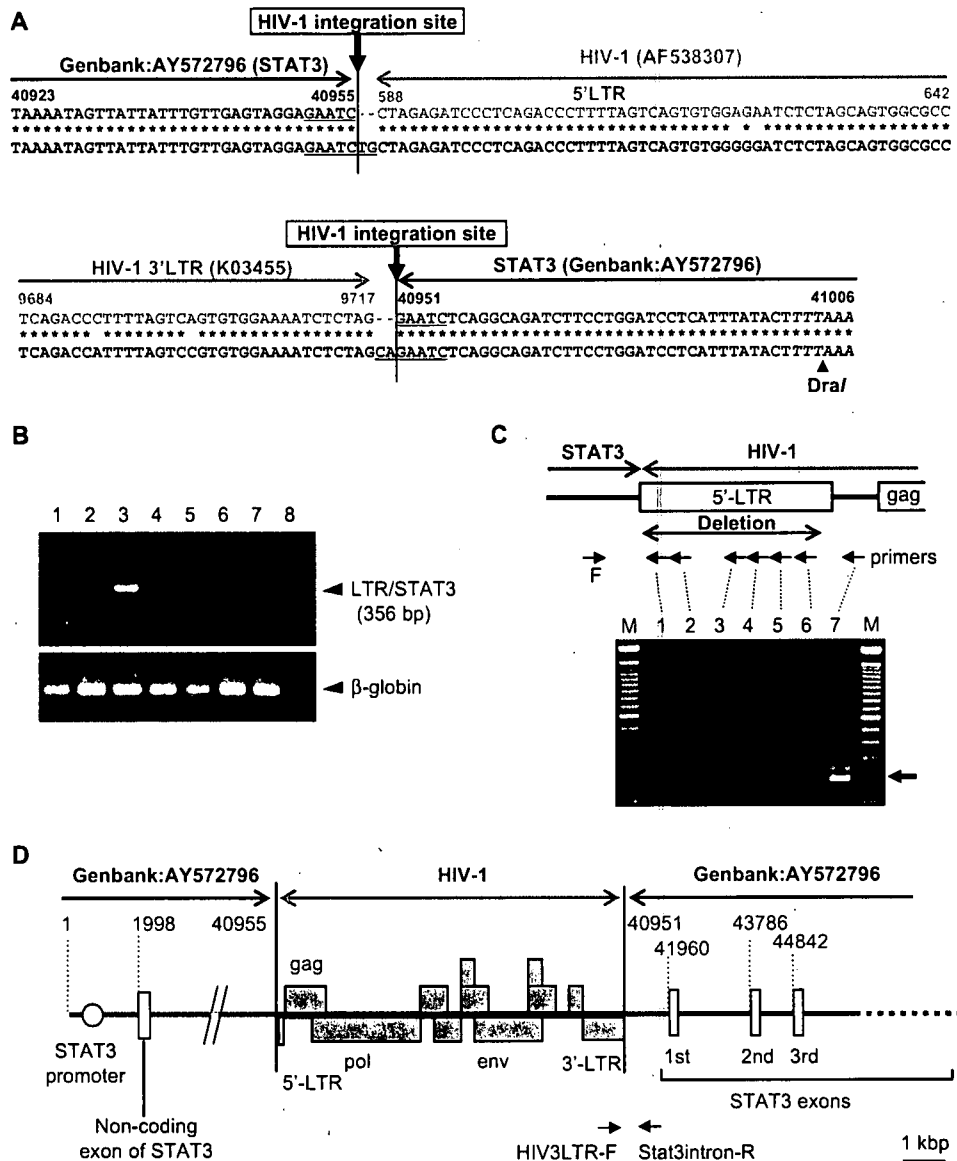 A
HIV-1 integration site
Genbank:AY572796 (STAT3)
HIV-1 (AF538307)
40923
40955
588
5'LTR
642
TAAAATAGTTATTATTTGTTGAGTAGGAGAATC--CTAGAGATCCCTCAGACCCTTTTAGTCAGTGTGGAGAATCTCTAGCAGTGGCGCC
TAAAATAGTTATTATTTGTTGAGTAGGAGAATCTGCTAGAGATCCCTCAGACCCTTTTAGTCAGTGTGGGGGATCTCTAGCAGTGGCGCC
HIV-1 integration site
HIV-1 3'LTR (K03455)
STAT3 (Genbank:AY572796)
9684
9717
40951
41006
TCAGACCCTTTTAGTCAGTGTGGAAAATCTCTAG--GAATCTCAGGCAGATCTTCCTGGATCCTCATTTATACTTTTAAA
TCAGACCATTTTAGTCCGTGTGGAAAATCTCTAGCAGAATCTCAGGCAGATCTTCCTGGATCCTCATTTATACTTTTAAA
DraI
B
1 2 3 4 5 6 7 8
LTR/STAT3
(356 bp)
β-globin
C
STAT3
HIV-1
5'-LTR
gag
Deletion
F
primers
M 1 2 3 4 5 6 7 M
D
Genbank:AY572796
HIV-1
Genbank:AY572796
1
1998
40955
40951
43786
41960
44842
gag
STAT3
promoter
5'-LTR
pol
env
3'-LTR
1st
2nd
3rd
STAT3 exons
Non-coding
exon of STAT3
HIV3LTR-F
Stat3intron-R
1 kbp